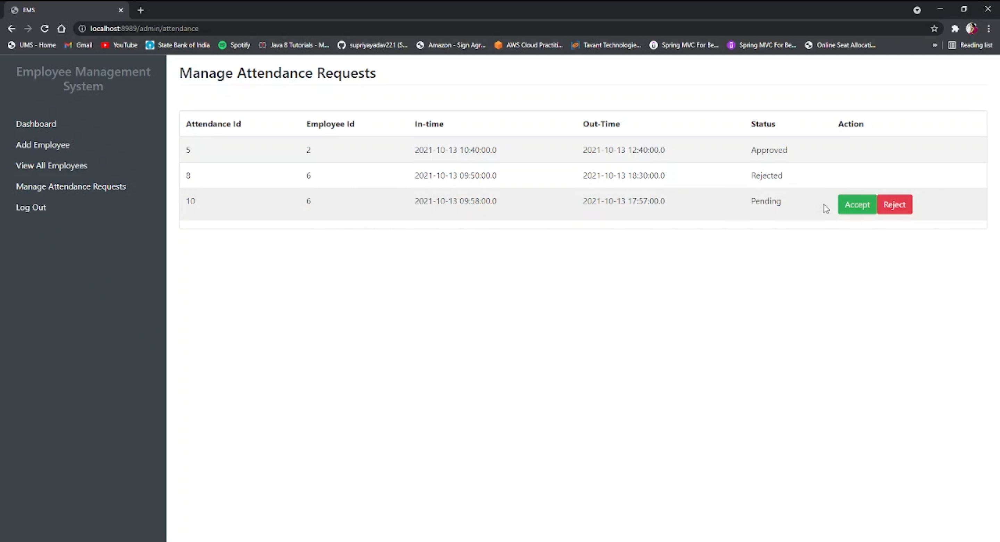 EMS
localhost:8989/admin/attendance
UMS - Home Gmail YouTube State Bank of India Spotify Java 8 Tutorials - M... supriyayadav221 (S... Amazon - Sign Agr... AWS Cloud Practiti... Tavant Technologie... Spring MVC For Be... Spring MVC For Be... Online Seat Allocati... » Reading list
Employee Management
System
Dashboard
Add Employee
View All Employees
Manage Attendance Requests
Log Out
Manage Attendance Requests
Attendance Id Employee Id In-time Out-Time Status Action
5 2 2021-10-13 10:40:00.0 2021-10-13 12:40:00.0 Approved
8 6 2021-10-13 09:50:00.0 2021-10-13 18:30:00.0 Rejected
10 6 2021-10-13 09:58:00.0 2021-10-13 17:57:00.0 Pending Accept Reject